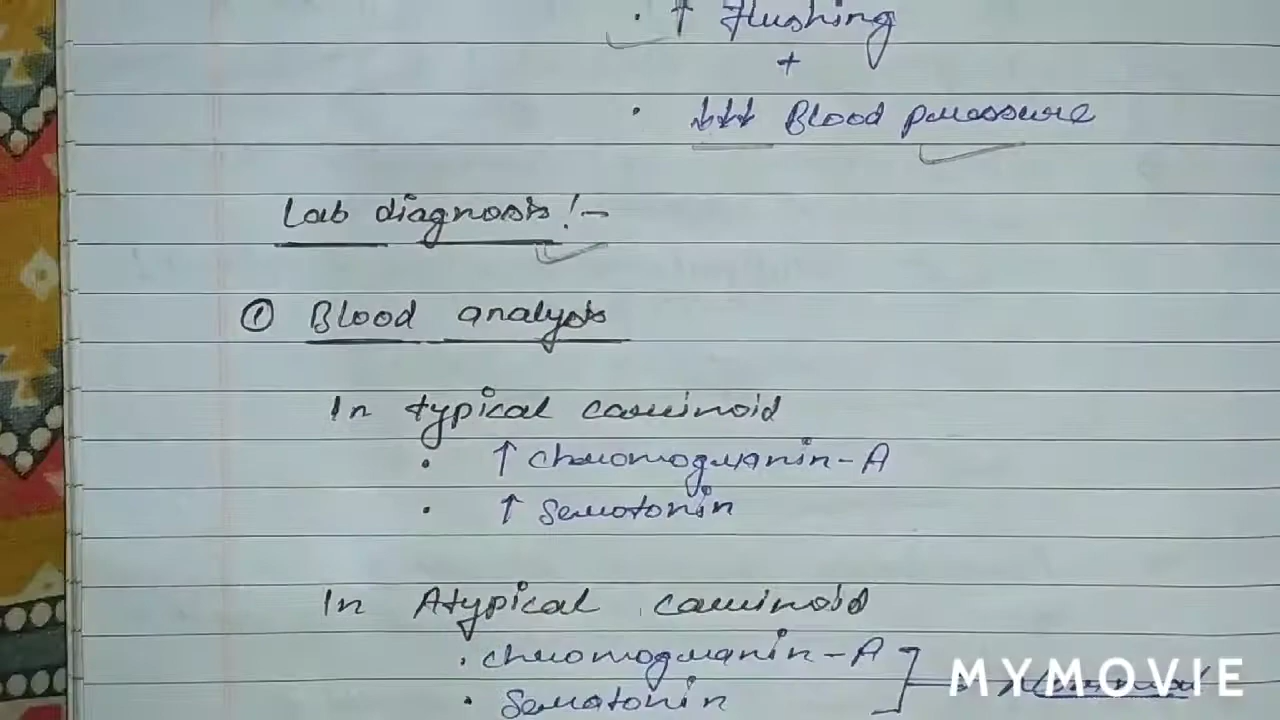 · ↑ Flushing
+
· ↓↓↓ Blood pressure
Lab diagnosis :-
① Blood analysis
In typical carcinoid
· ↑ chromogranin-A
· ↑ Serotonin
In Atypical carcinoid
· chromogranin-A
· Serotonin
MYMOVIE